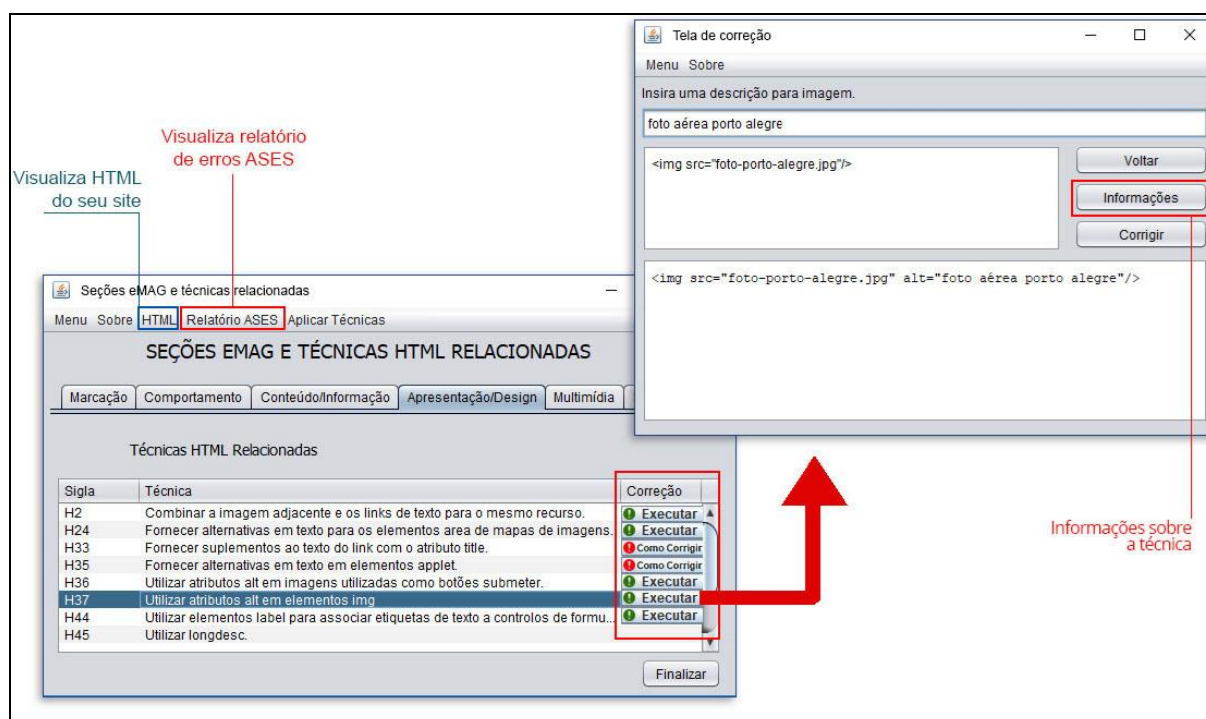 Tela de correção
Menu Sobre
Insira uma descrição para imagem.
foto aérea porto alegre
<img src="foto-porto-alegre.jpg"/>
Voltar
Informações
Corrigir
<img src="foto-porto-alegre.jpg" alt="foto aérea porto alegre"/>
Informações sobre
a técnica
Visualiza relatório
de erros ASES
Visualiza HTML
do seu site
Seções eMAG e técnicas relacionadas
Menu Sobre HTML Relatório ASES Aplicar Técnicas
SEÇÕES EMAG E TÉCNICAS HTML RELACIONADAS
Marcação Comportamento Conteúdo/Informação Apresentação/Design Multimídia
Técnicas HTML Relacionadas
Sigla Técnica Correção
H2 Combinar a imagem adjacente e os links de texto para o mesmo recurso. Executar
H24 Fornecer alternativas em texto para os elementos area de mapas de imagens. Executar
H33 Fornecer suplementos ao texto do link com o atributo title. Como Corrigir
H35 Fornecer alternativas em texto em elementos applet. Como Corrigir
H36 Utilizar atributos alt em imagens utilizadas como botões submeter. Executar
H37 Utilizar atributos alt em elementos img Executar
H44 Utilizar elementos label para associar etiquetas de texto a controlos de formu... Executar
H45 Utilizar longdesc.
Finalizar